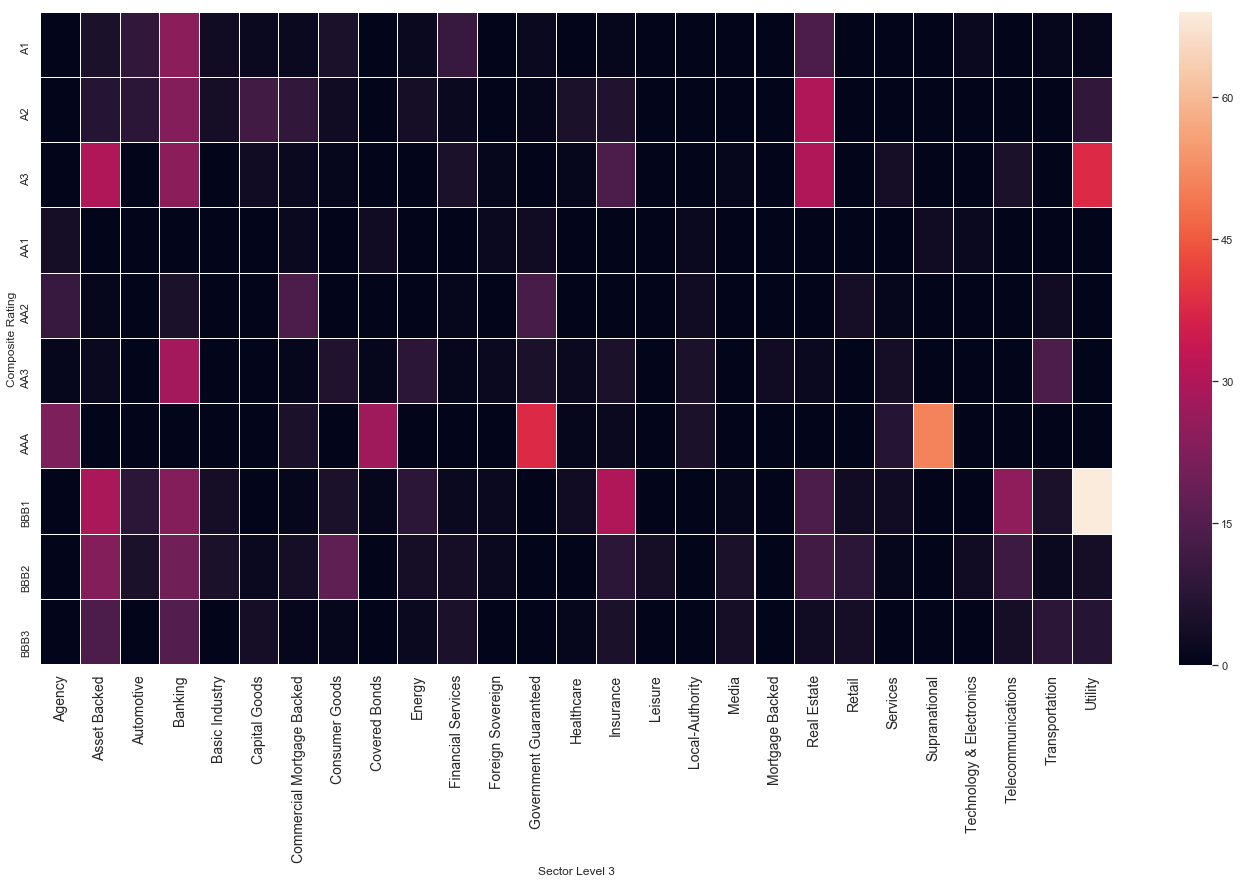 Composite Rating
A1
A2
A3
AA1
AA2
AA3
AAA
BBB1
BBB2
BBB3
Agency
Asset Backed
Automotive
Banking
Basic Industry
Capital Goods
Commercial Mortgage Backed
Consumer Goods
Covered Bonds
Energy
Financial Services
Foreign Sovereign
Government Guaranteed
Healthcare
Insurance
Leisure
Local-Authority
Media
Mortgage Backed
Real Estate
Retail
Services
Supranational
Technology & Electronics
Telecommunications
Transportation
Utility
Sector Level 3
60
45
30
15
0